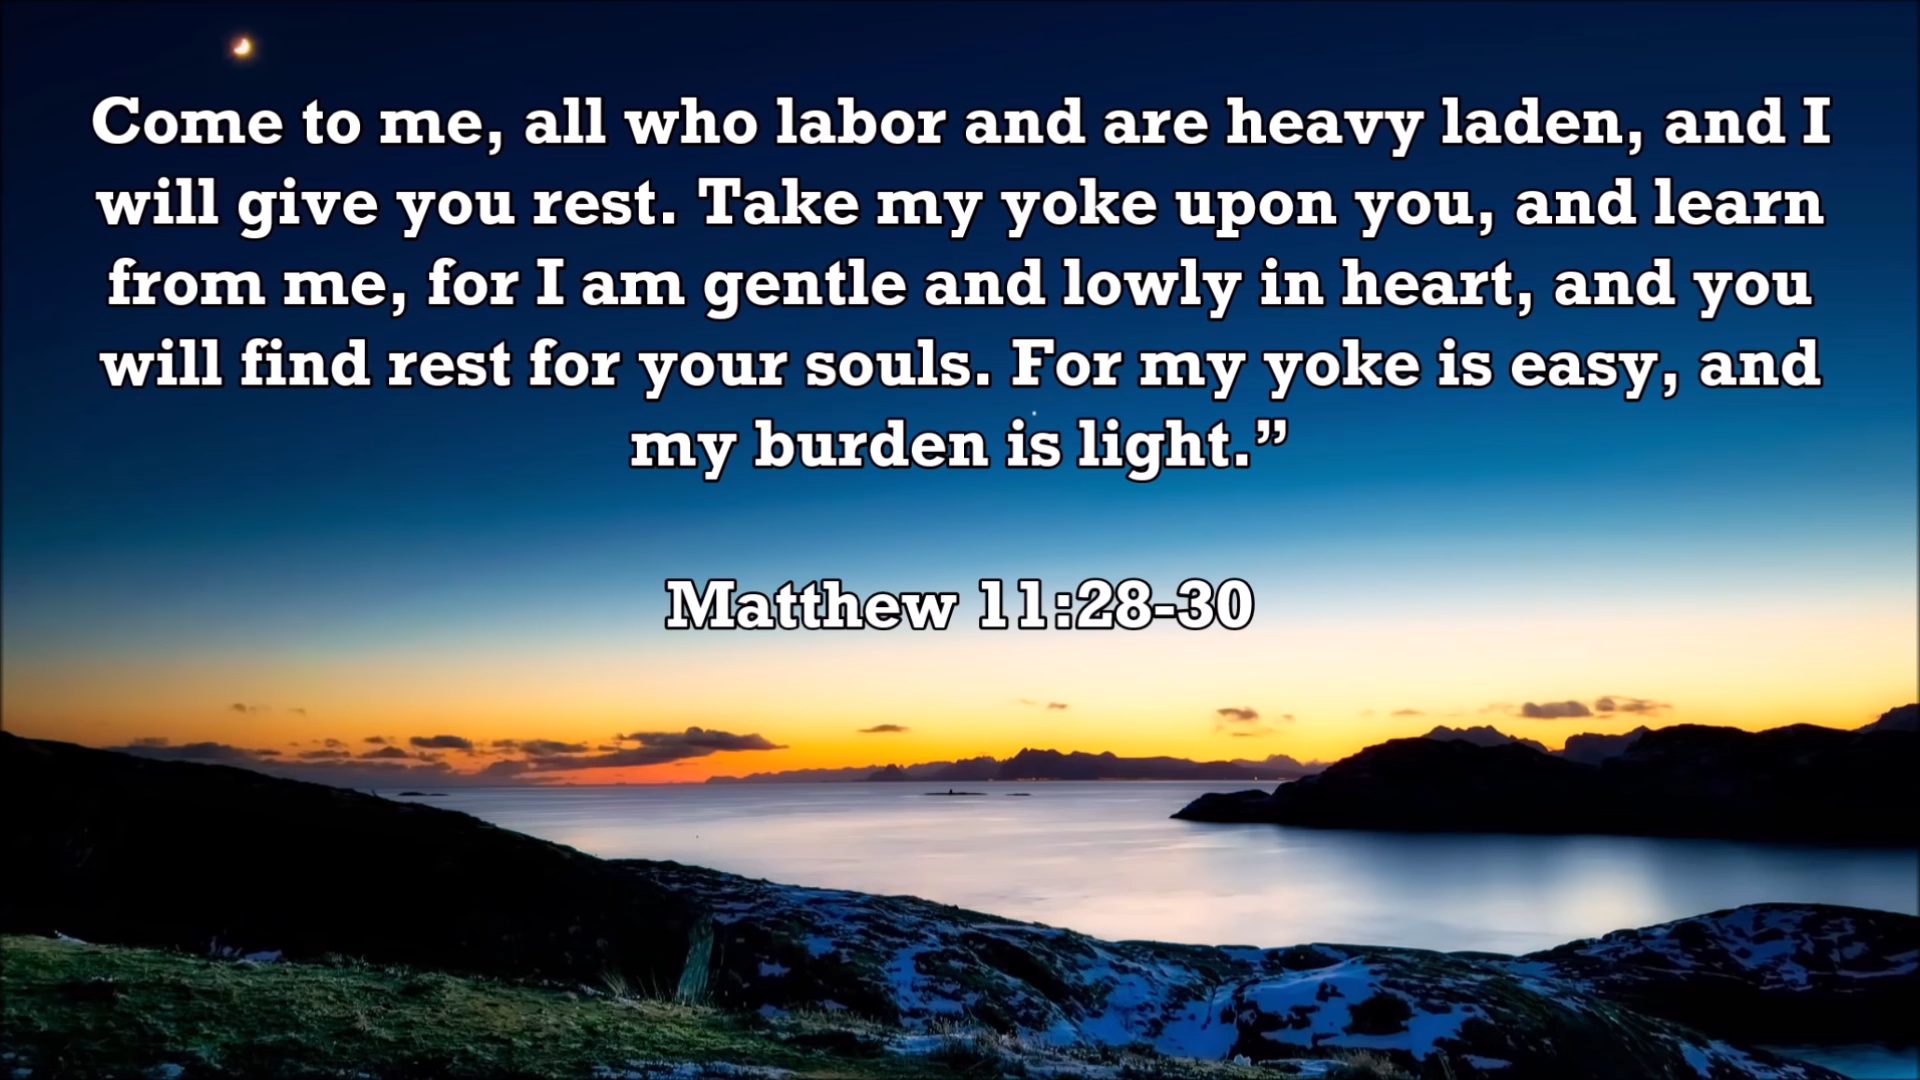 Come to me, all who labor and are heavy laden, and I
will give you rest. Take my yoke upon you, and learn
from me, for I am gentle and lowly in heart, and you
will find rest for your souls. For my yoke is easy, and
my burden is light.”
Matthew 11:28-30